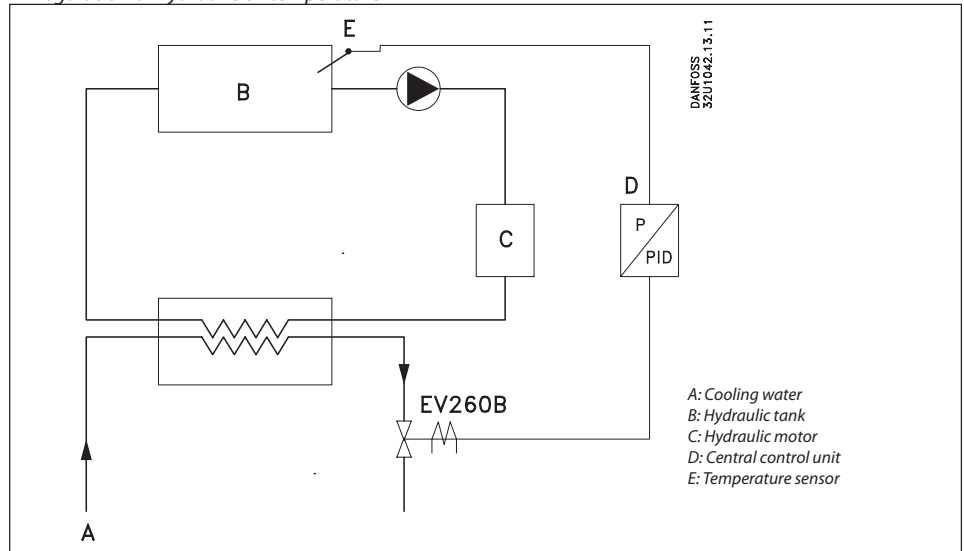 E
B
DANFOSS
32U1042.13.11
D
P
PID
C
EV260B
A: Cooling water
B: Hydraulic tank
C: Hydraulic motor
D: Central control unit
E: Temperature sensor
A